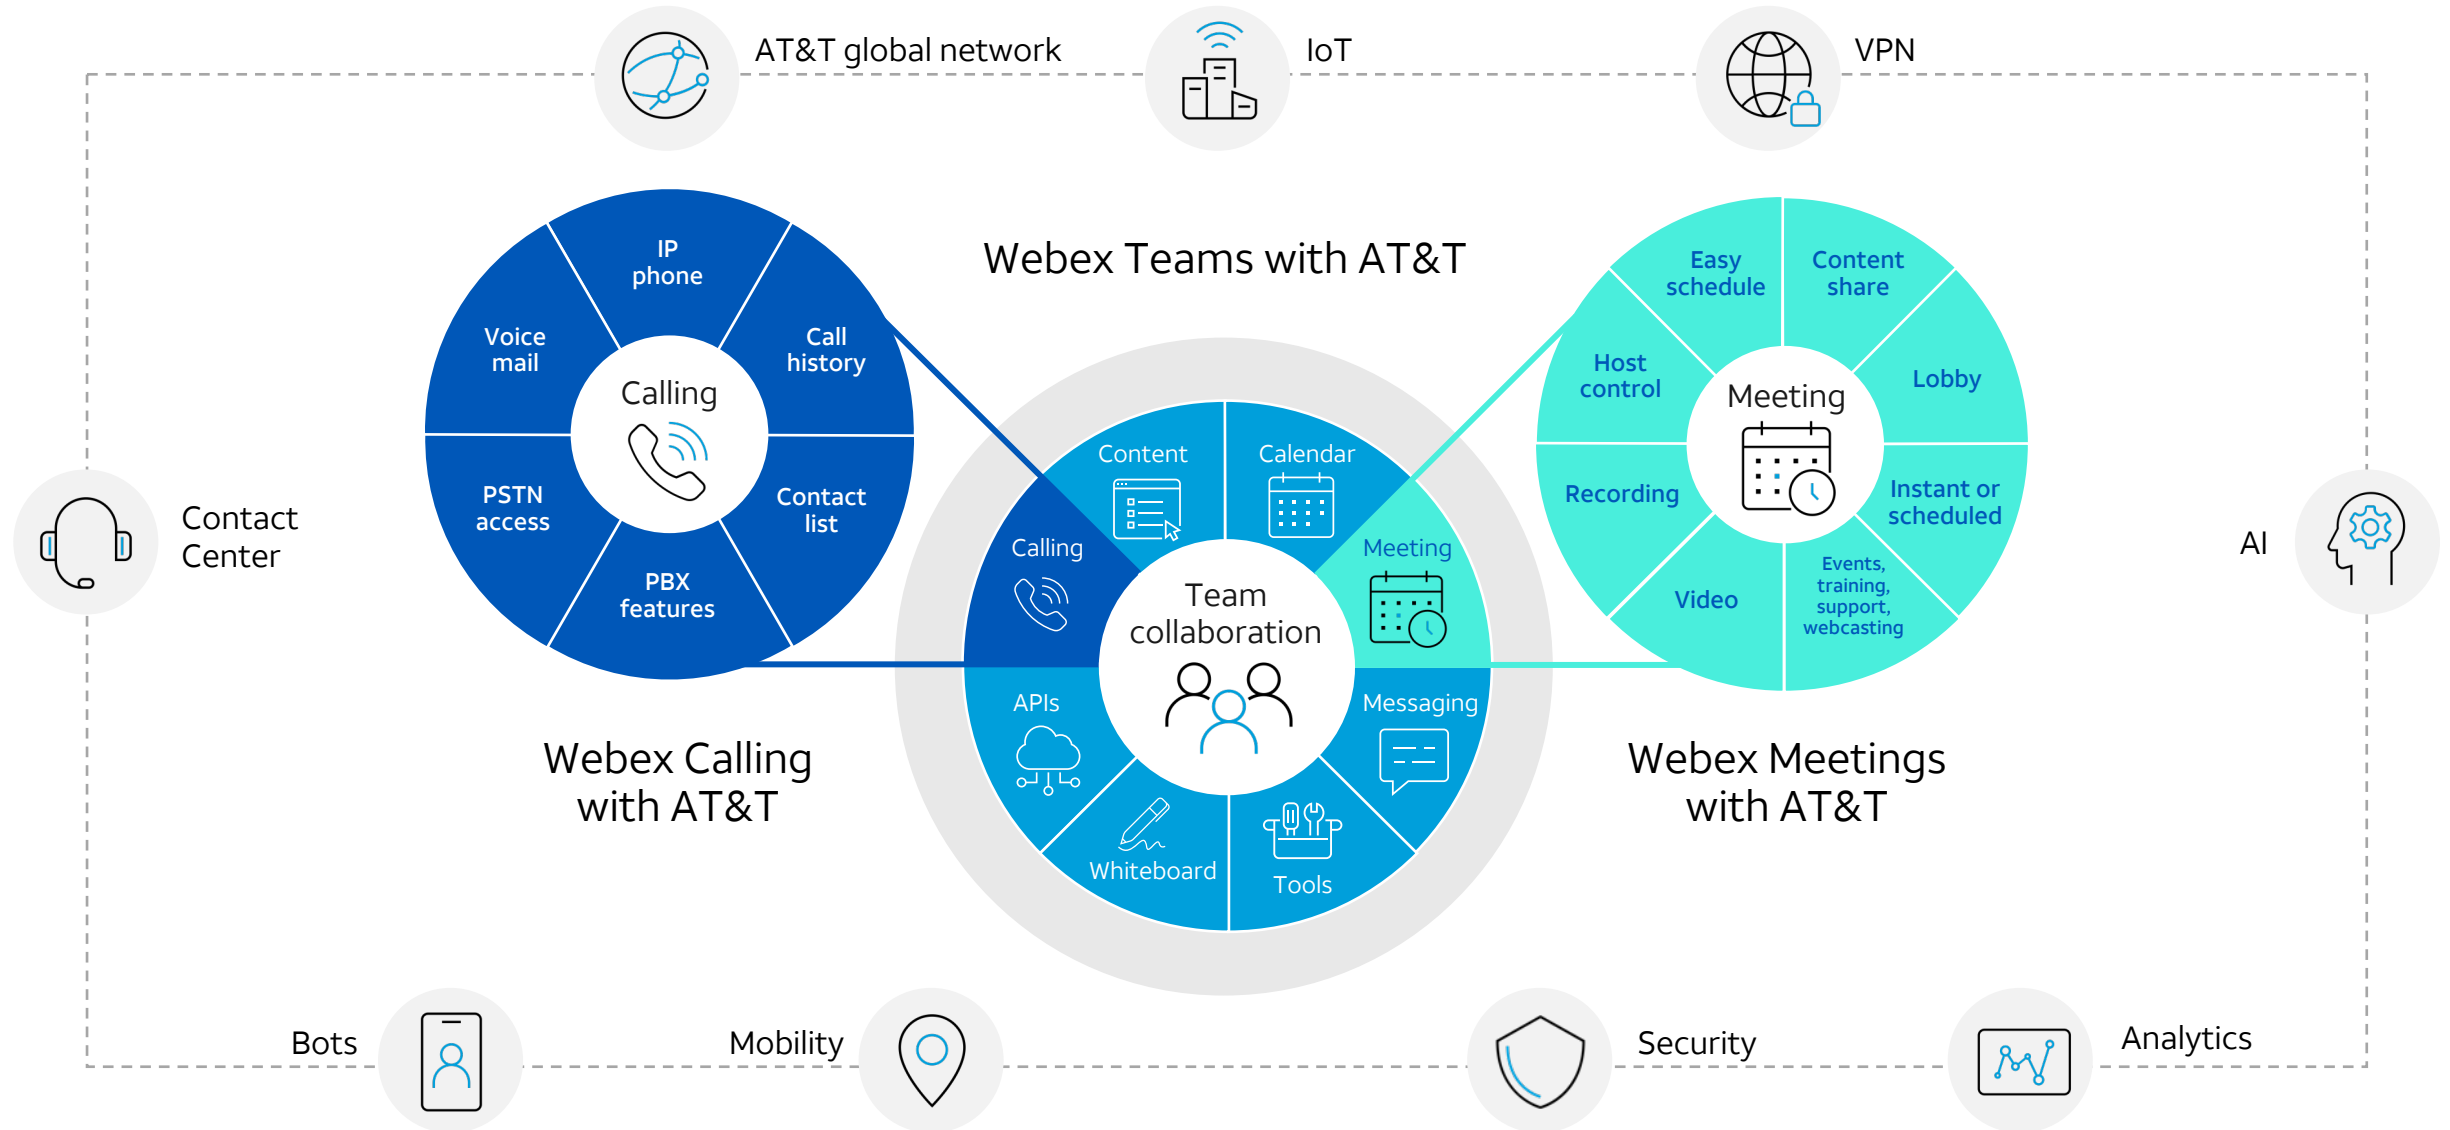 AT&T global network
IoT
VPN
Webex Teams with AT&T
IP
phone
Voice
mail
Call
history
Calling
PSTN
access
Contact
list
PBX
features
Easy
schedule
Content
share
Host
control
Lobby
Meeting
Recording
Instant or
scheduled
Video
Events,
training,
support,
webcasting
Content
Calendar
Calling
Meeting
Team
collaboration
APIs
Messaging
Whiteboard
Tools
Contact
Center
AI
Webex Calling
with AT&T
Webex Meetings
with AT&T
Bots
Mobility
Security
Analytics